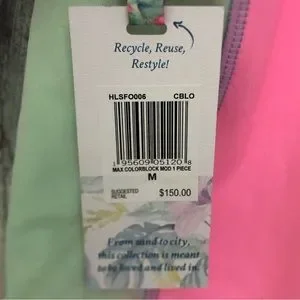 Recycle, Reuse,
Restyle!
HLSFO006 CBLO
1 95609 05120 8
MAX COLORBLOCK MOD 1 PIECE
M
SUGGESTED
RETAIL $150.00
From sand to city,
this collection is meant
to be loved and lived in.